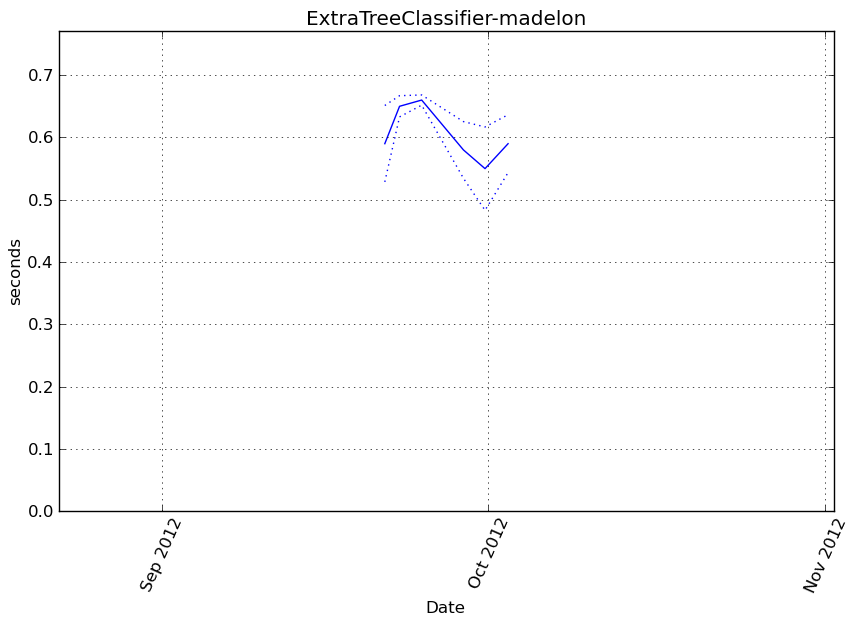 ExtraTreeClassifier-madelon
0.7
0.6
0.5
0.4
0.3
0.2
0.1
0.0
seconds
Sep 2012
Oct 2012
Nov 2012
Date